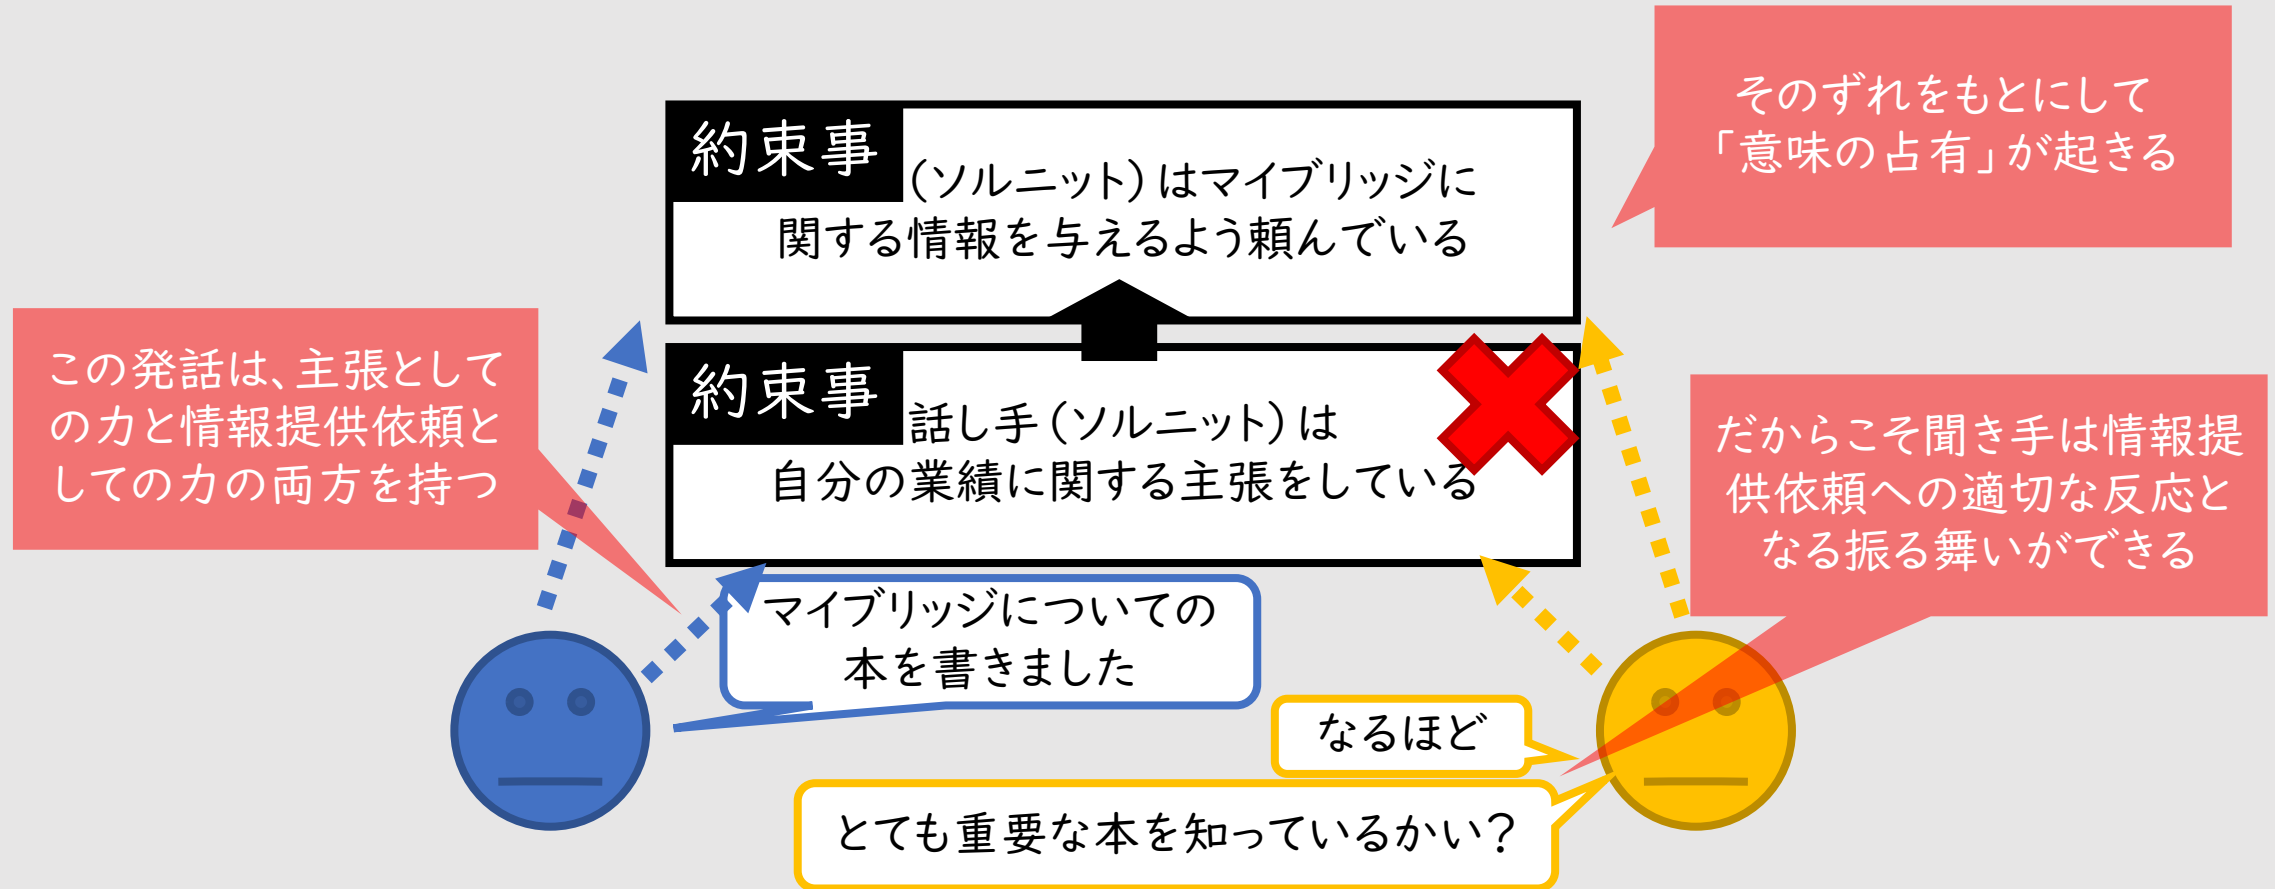 そのずれをもとにして
「意味の占有」が起きる
約束事
(ソルニット)はマイブリッジに
関する情報を与えるよう頼んでいる
この発話は、主張として
の力と情報提供依頼と
しての力の両方を持つ
約束事
話し手(ソルニット)は
自分の業績に関する主張をしている
だからこそ聞き手は情報提
供依頼への適切な反応と
なる振る舞いができる
マイブリッジについての
本を書きました
なるほど
とても重要な本を知っているかい?